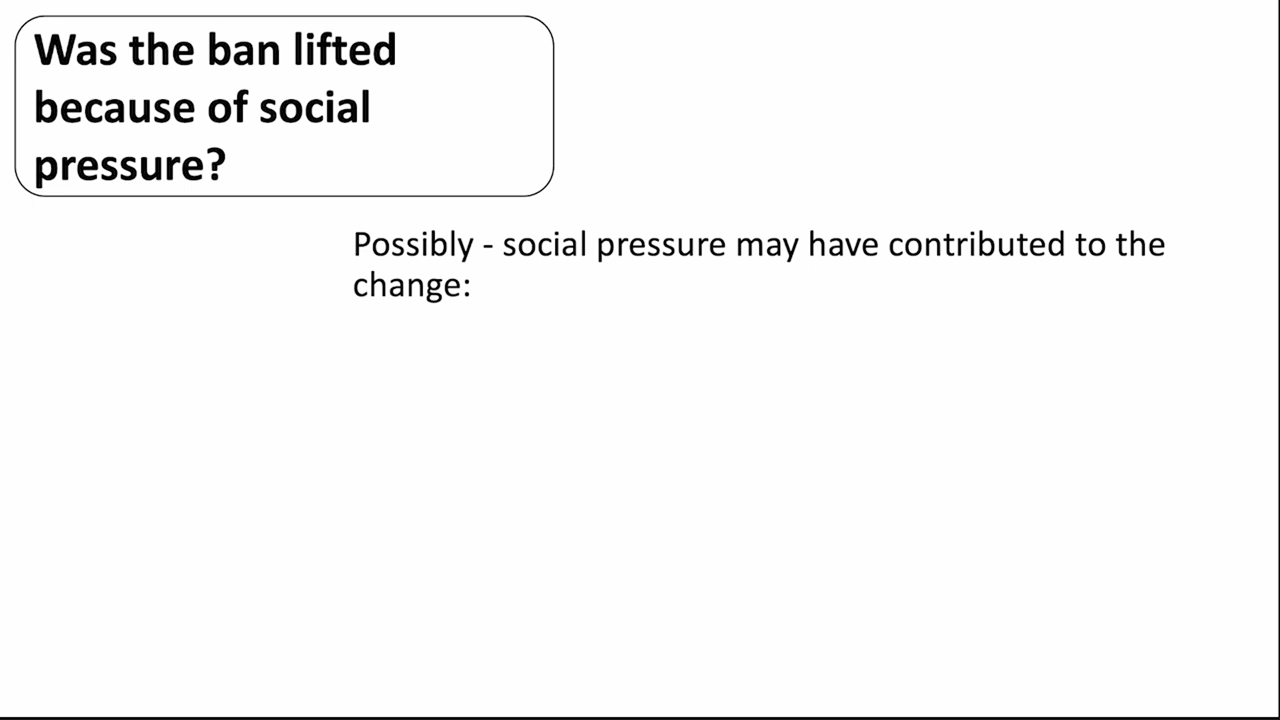 Was the ban lifted
because of social
pressure?
Possibly - social pressure may have contributed to the
change: